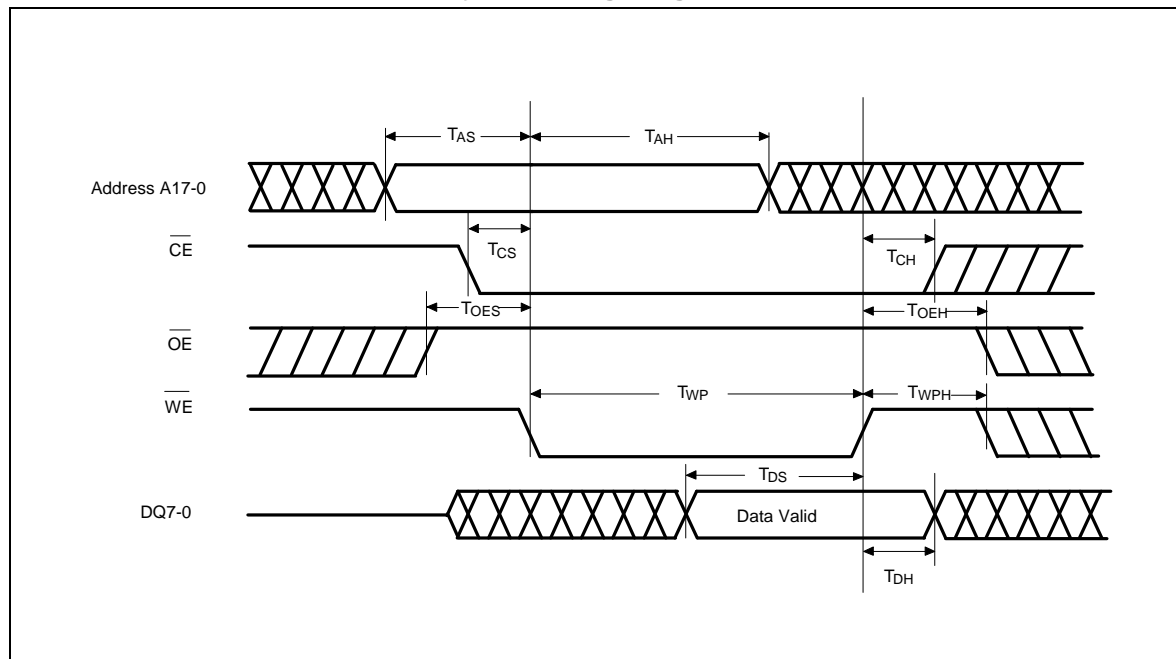 TAS
TAH
Address A17-0
TCS
CE
TCH
TOES
TOEH
OE
TWP
TWPH
WE
TDS
DQ7-0
Data Valid
TDH